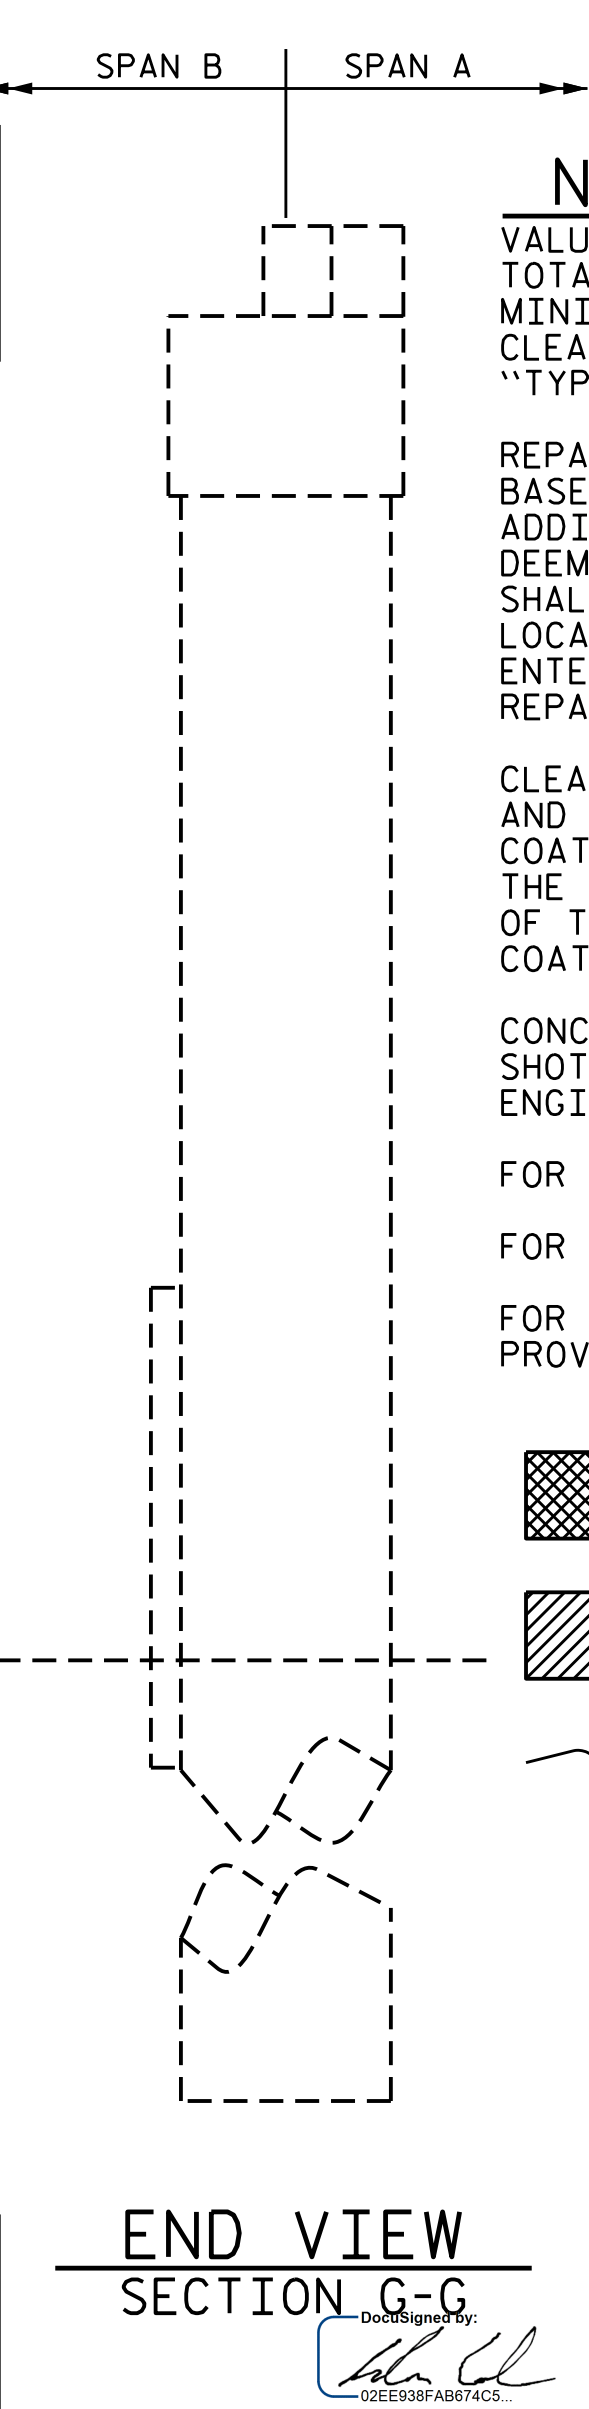 SPAN B
SPAN A
N
VALU
TOTA
MINI
CLEA
“TYP
REPA
BASE
ADDI
DEEM
SHAL
LOCA
ENTE
REPA
CLEA
AND
COAT
THE
OF T
COAT
CONC
SHOT
ENGI
FOR
FOR
FOR
PROV
END VIEW
SECTION G-G
DocuSigned by:
02EE938FAB674C5...